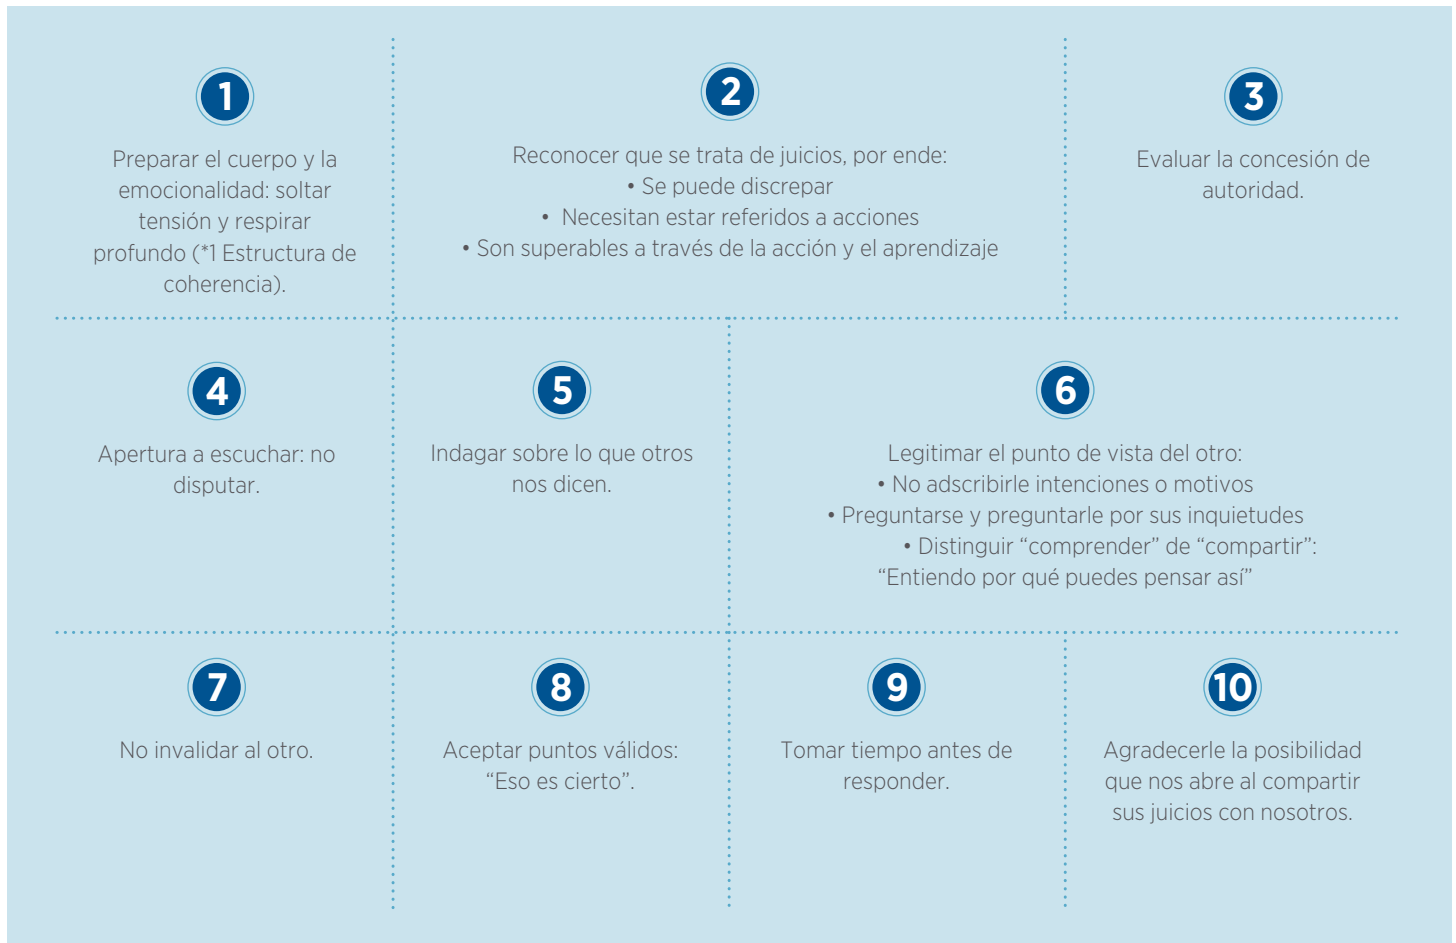 1
Preparar el cuerpo y la
emocionalidad: soltar
tensión y respirar
profundo (*1 Estructura de
coherencia).
2
Reconocer que se trata de juicios, por ende:
• Se puede discrepar
• Necesitan estar referidos a acciones
• Son superables a través de la acción y el aprendizaje
3
Evaluar la concesión de
autoridad.
4
Apertura a escuchar: no
disputar.
5
Indagar sobre lo que otros
nos dicen.
6
Legitimar el punto de vista del otro:
• No adscribirle intenciones o motivos
• Preguntarse y preguntarle por sus inquietudes
• Distinguir “comprender” de “compartir”:
“Entiendo por qué puedes pensar así”
7
No invalidar al otro.
8
Aceptar puntos válidos:
“Eso es cierto”.
9
Tomar tiempo antes de
responder.
10
Agradecerle la posibilidad
que nos abre al compartir
sus juicios con nosotros.